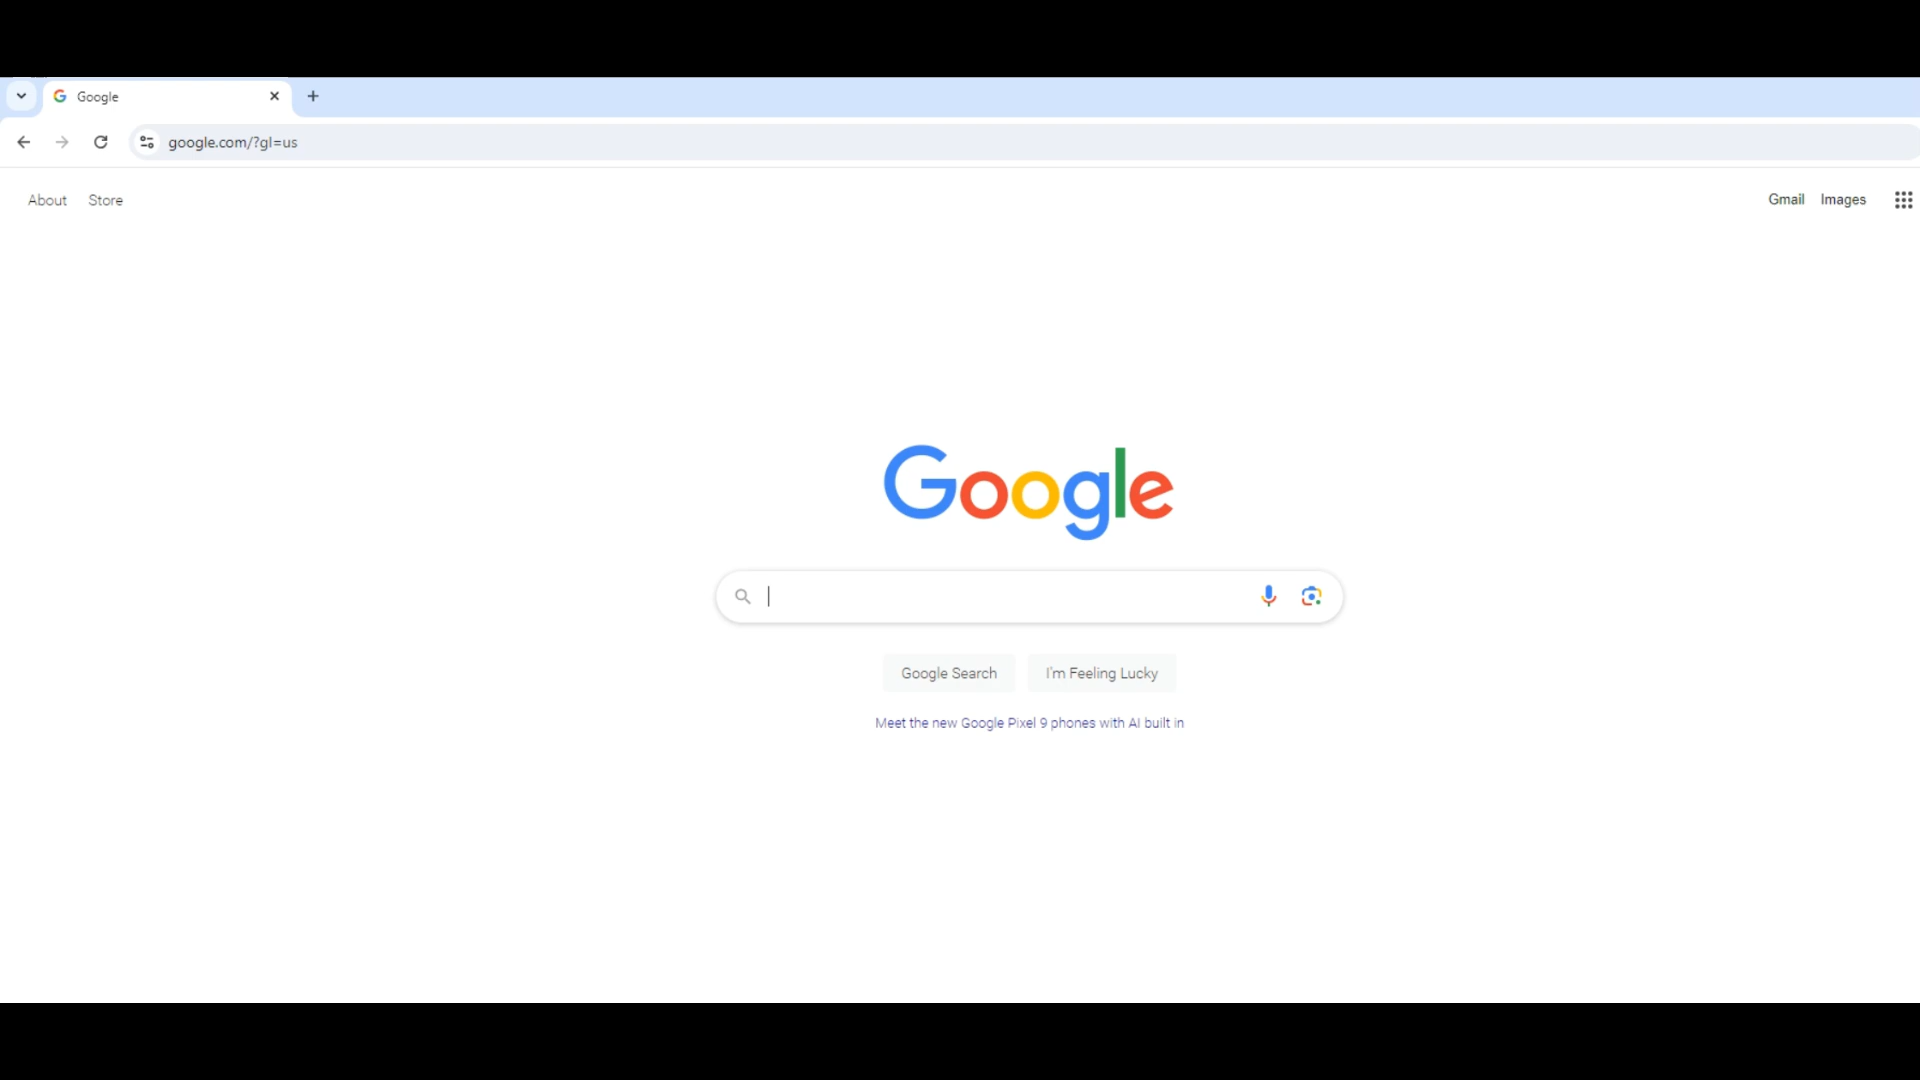 Google
google.com/?gl=us
About Store
Gmail Images
Google
Google Search I'm Feeling Lucky
Meet the new Google Pixel 9 phones with AI built in